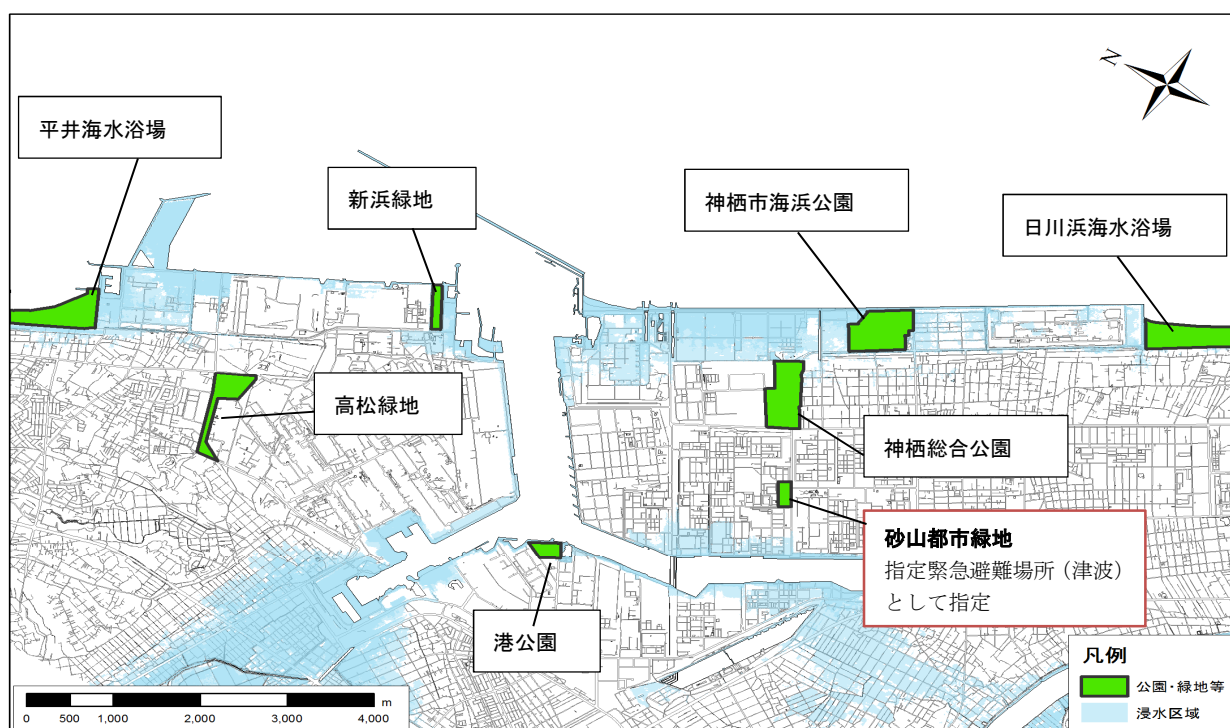 N
平井海水浴場
新浜緑地
神栖市海浜公園
日川浜海水浴場
高松緑地
神栖総合公園
砂山都市緑地
指定緊急避難場所（津波）
として指定
港公園
凡例
公園・緑地等
浸水区域
m
0 500 1,000 2,000 3,000 4,000